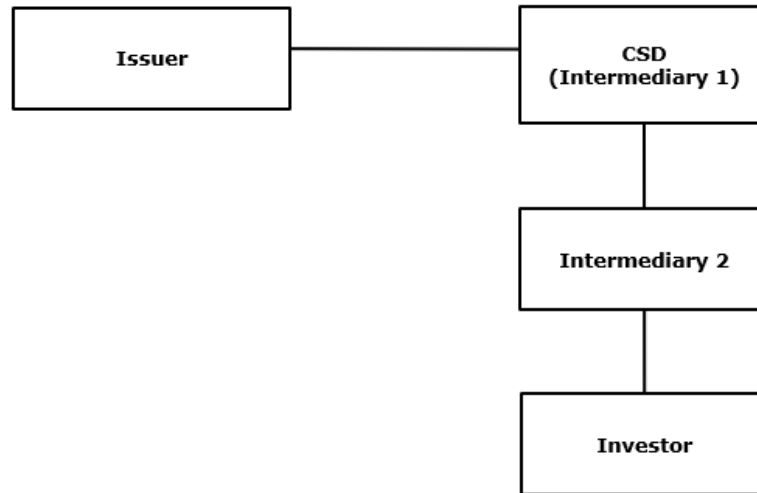 Issuer
CSD
(Intermediary 1)
Intermediary 2
Investor